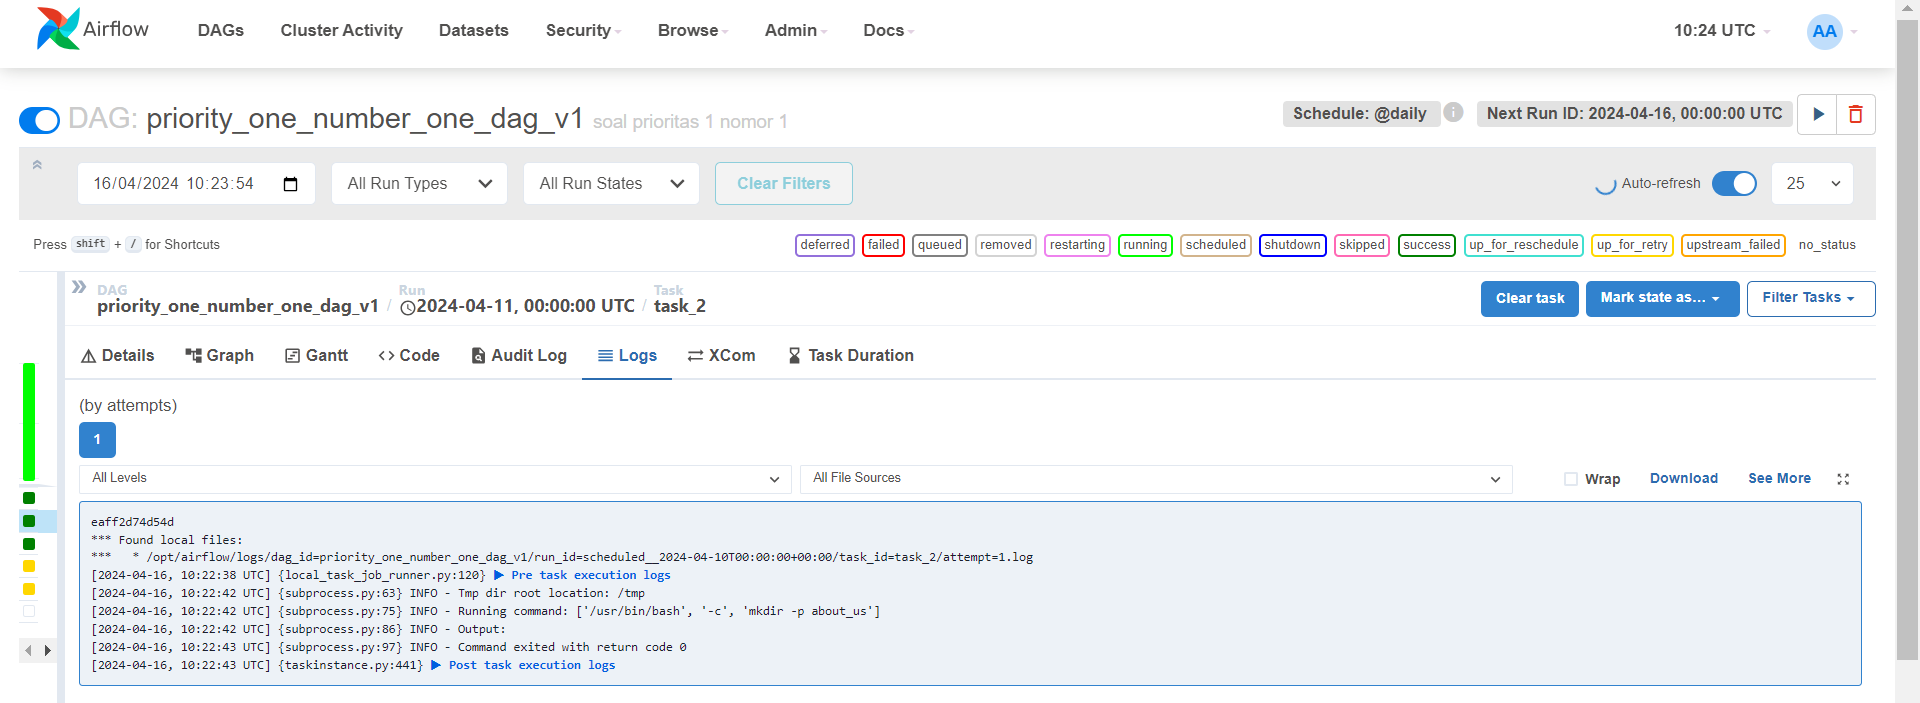 Airflow DAGs Cluster Activity Datasets Security Browse Admin Docs 10:24 UTC AA
DAG: priority_one_number_one_dag_v1 soal prioritas 1 nomor 1 Schedule: @daily i Next Run ID: 2024-04-16, 00:00:00 UTC
16/04/2024 10:23:54 All Run Types All Run States Clear Filters Auto-refresh 25
Press shift + / for Shortcuts deferred failed queued removed restarting running scheduled shutdown skipped success up_for_reschedule up_for_retry upstream_failed no_status
DAG Run Task
priority_one_number_one_dag_v1 / 2024-04-11, 00:00:00 UTC / task_2 Clear task Mark state as... Filter Tasks
Details Graph Gantt Code Audit Log Logs XCom Task Duration
(by attempts)
1
All Levels All File Sources Wrap Download See More
eaff2d74d54d
*** Found local files:
***   * /opt/airflow/logs/dag_id=priority_one_number_one_dag_v1/run_id=scheduled__2024-04-10T00:00:00+00:00/task_id=task_2/attempt=1.log
[2024-04-16, 10:22:38 UTC] {local_task_job_runner.py:120} ▶ Pre task execution logs
[2024-04-16, 10:22:42 UTC] {subprocess.py:63} INFO - Tmp dir root location: /tmp
[2024-04-16, 10:22:42 UTC] {subprocess.py:75} INFO - Running command: ['/usr/bin/bash', '-c', 'mkdir -p about_us']
[2024-04-16, 10:22:42 UTC] {subprocess.py:86} INFO - Output:
[2024-04-16, 10:22:43 UTC] {subprocess.py:97} INFO - Command exited with return code 0
[2024-04-16, 10:22:43 UTC] {taskinstance.py:441} ▶ Post task execution logs